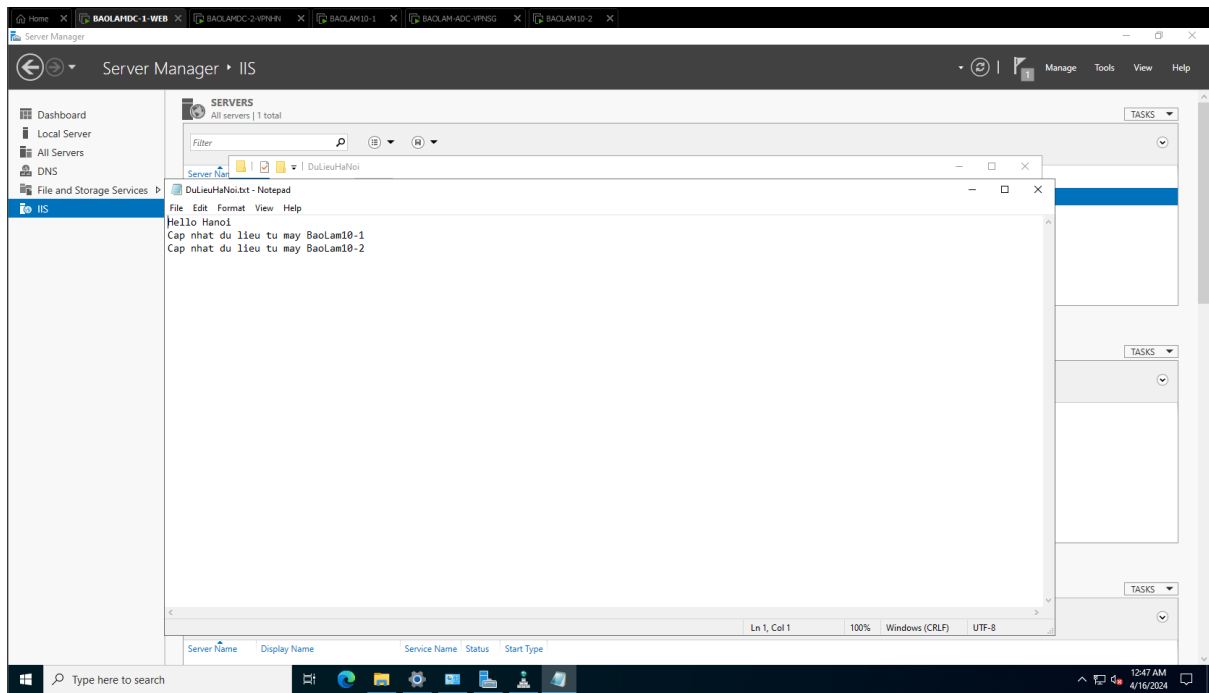 Home
BAOLAMDC-1-WEB
BAOLAMDC-2-VPNHN
BAOLAM10-1
BAOLAM-ADC-VPNSG
BAOLAM10-2
Server Manager
Server Manager • IIS
1
Manage Tools View Help
Dashboard
Local Server
All Servers
DNS
File and Storage Services
IIS
SERVERS
All servers | 1 total
TASKS
Filter
DuLieuHaNoi
DuLieuHaNoi.txt - Notepad
File Edit Format View Help
Hello Hanoi
Cap nhat du lieu tu may BaoLam10-1
Cap nhat du lieu tu may BaoLam10-2
TASKS
TASKS
Ln 1, Col 1 100% Windows (CRLF) UTF-8
Server Name Display Name Service Name Status Start Type
Type here to search
12:47 AM
4/16/2024